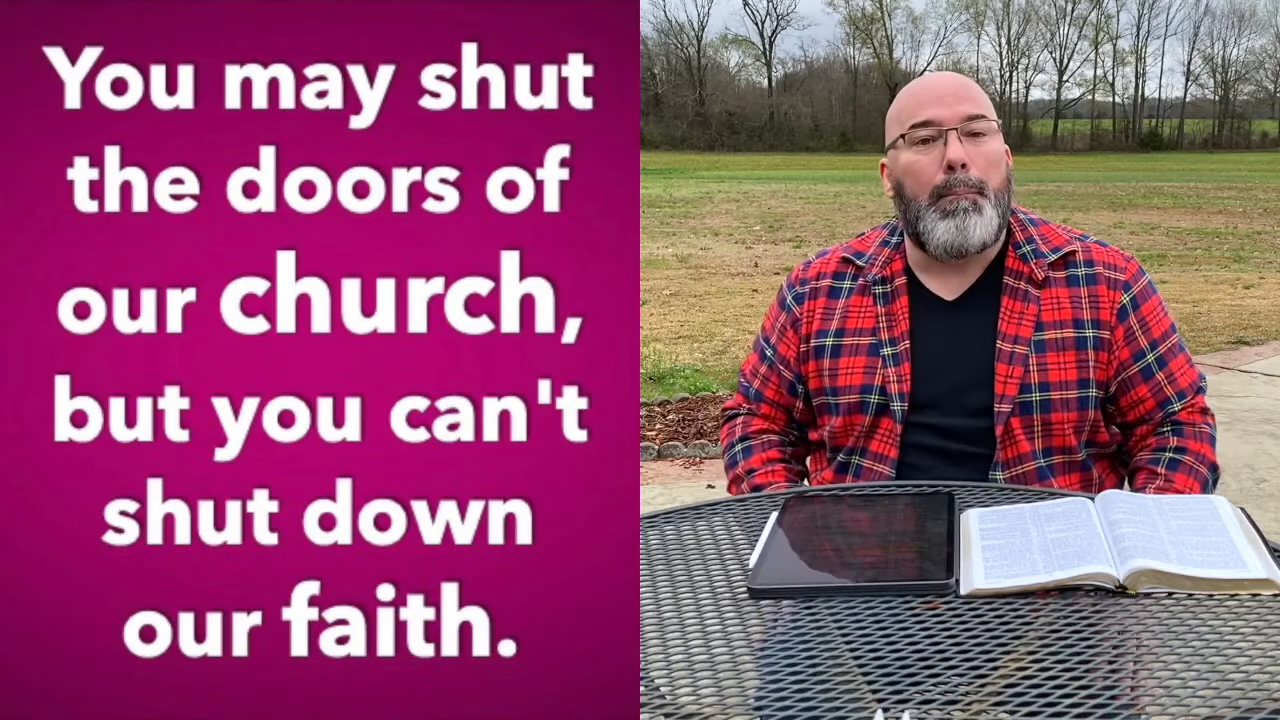 You may shut
the doors of
our church,
but you can't
shut down
our faith.